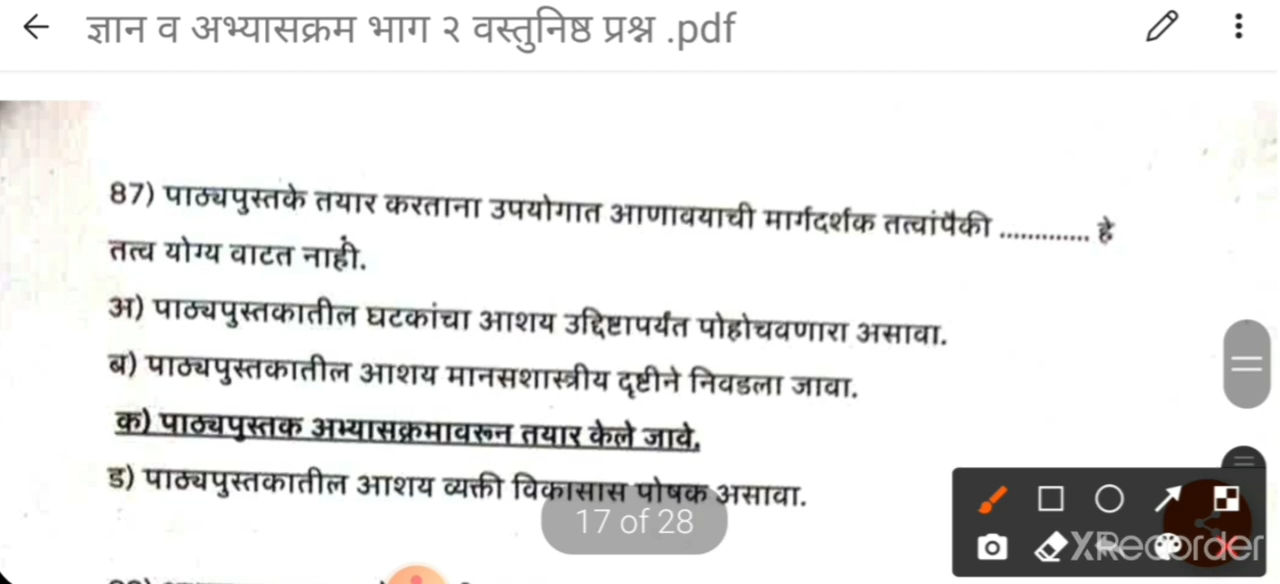 ज्ञान व अभ्यासक्रम भाग २ वस्तुनिष्ठ प्रश्न .pdf
87) पाठ्यपुस्तके तयार करताना उपयोगात आणावयाची मार्गदर्शक तत्वांपैकी ............. हे
तत्व योग्य वाटत नाही.
अ) पाठ्यपुस्तकातील घटकांचा आशय उद्दिष्टापर्यंत पोहोचवणारा असावा.
ब) पाठ्यपुस्तकातील आशय मानसशास्त्रीय दृष्टीने निवडला जावा.
क) पाठ्यपुस्तक अभ्यासक्रमावरून तयार केले जावे.
ड) पाठ्यपुस्तकातील आशय व्यक्ती विकासास पोषक असावा.
17 of 28
XRecorder